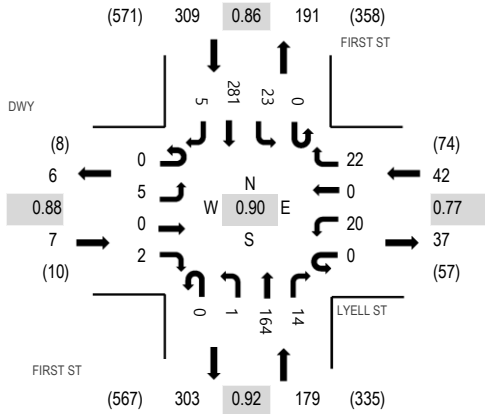 (571) 309 0.86 191 (358)
FIRST ST
5 281 23 0
DWY
(8)
6
0.88
7
(10)
0
5
0
2
N
W 0.90 E
S
22
0
20
0
(74)
42
0.77
37
(57)
0 1 164 14
LYELL ST
FIRST ST
(567) 303 0.92 179 (335)